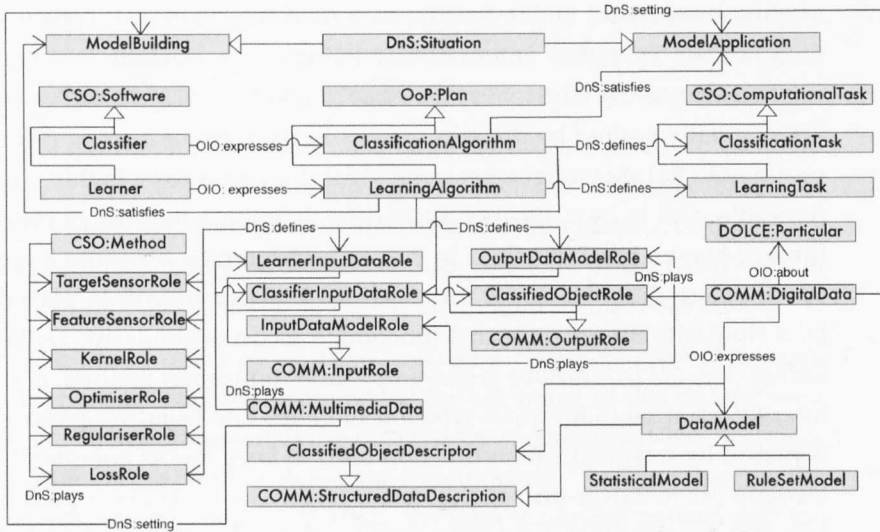 DnS:setting
ModelBuilding DnS:Situation ModelApplication
DnS:satisfies
CSO:Software OoP:Plan CSO:ComputationalTask
Classifier OIO:expresses ClassificationAlgorithm DnS:defines ClassificationTask
Learner OIO: expresses LearningAlgorithm DnS:defines LearningTask
DnS:satisfies
DnS:defines DnS:defines
CSO:Method DOLCE:Particular
LearnerInputDataRole OutputDataModelRole
TargetSensorRole DnS:plays OIO:about
ClassifierInputDataRole ClassifiedObjectRole COMM:DigitalData
FeatureSensorRole InputDataModelRole
COMM:OutputRole
KernelRole DnS:plays OIO:expresses
COMM:InputRole
OptimiserRole DnS:plays
COMM:MultimediaData
RegulariserRole DataModel
ClassifiedObjectDescriptor
LossRole StatisticalModel RuleSetModel
DnS:plays COMM:StructuredDataDescription
DnS:setting